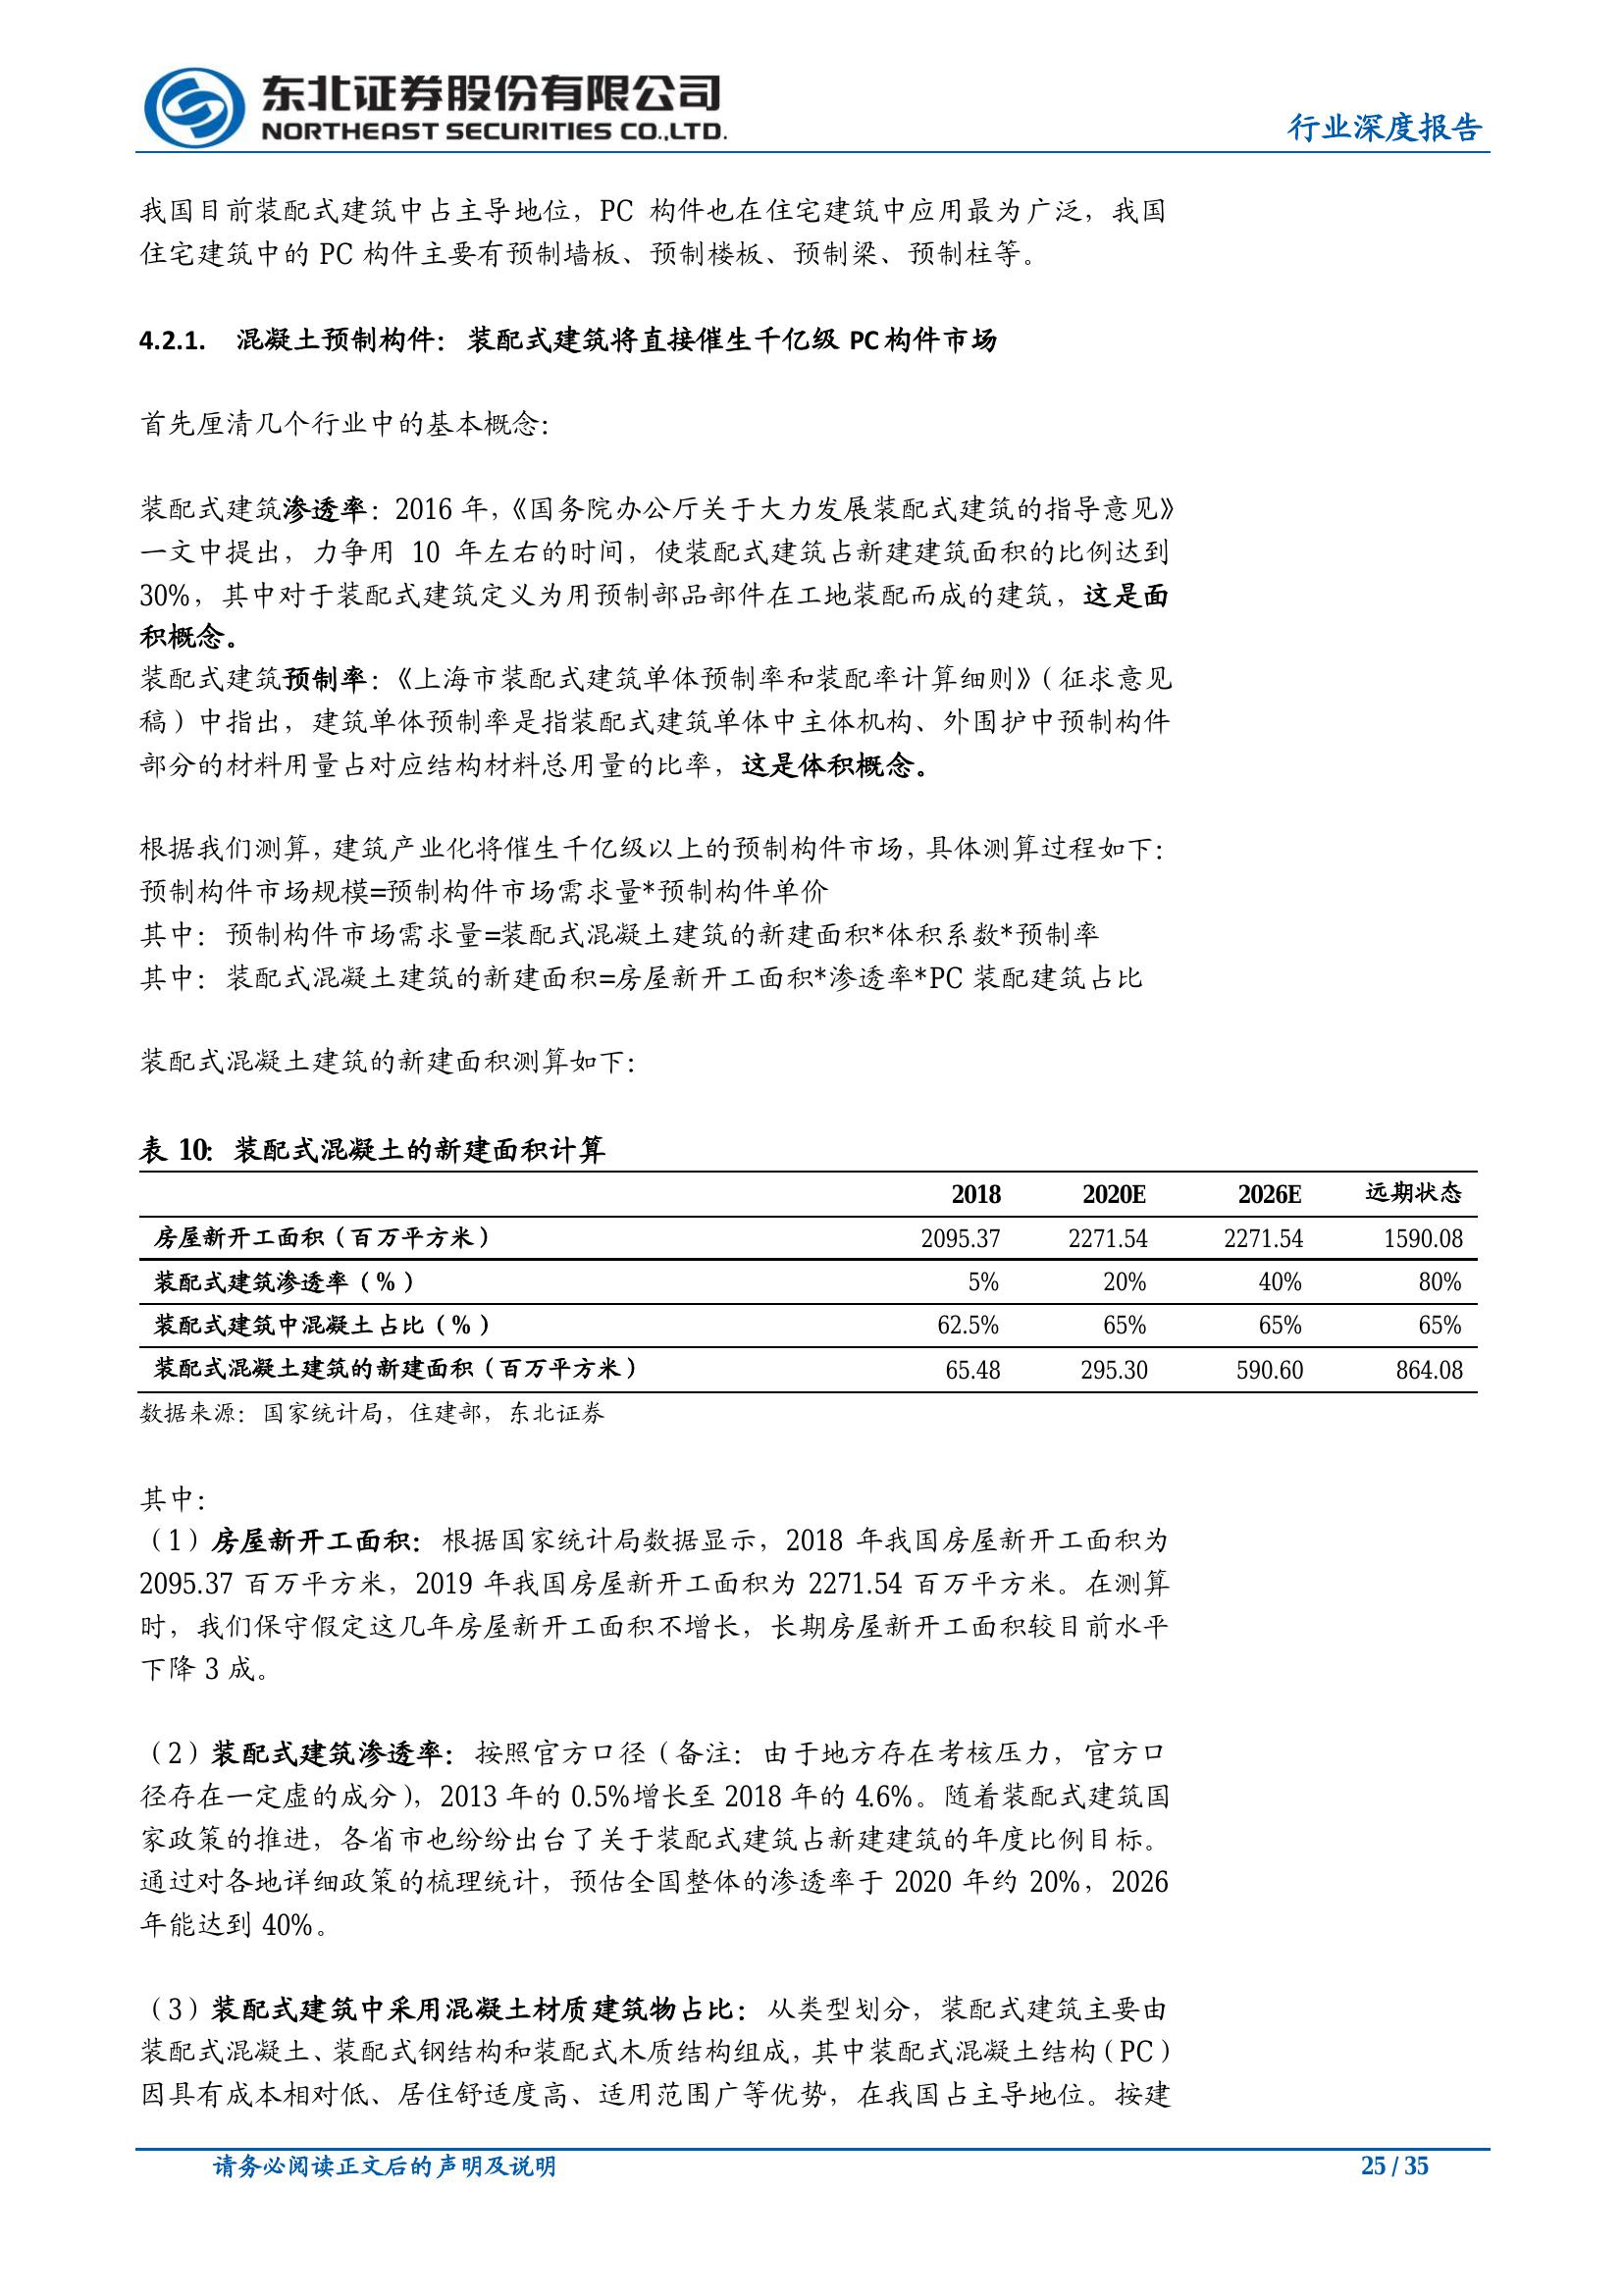 东北证券股份有限公司
NORTHEAST SECURITIES CO.,LTD.
行业深度报告
我国目前装配式建筑中占主导地位，PC 构件也在住宅建筑中应用最为广泛，我国
住宅建筑中的 PC 构件主要有预制墙板、预制楼板、预制梁、预制柱等。
4.2.1. 混凝土预制构件：装配式建筑将直接催生千亿级 PC 构件市场
首先厘清几个行业中的基本概念：
装配式建筑渗透率：2016 年，《国务院办公厅关于大力发展装配式建筑的指导意见》
一文中提出，力争用 10 年左右的时间，使装配式建筑占新建建筑面积的比例达到
30%，其中对于装配式建筑定义为用预制部品部件在工地装配而成的建筑，这是面
积概念。
装配式建筑预制率：《上海市装配式建筑单体预制率和装配率计算细则》（征求意见
稿）中指出，建筑单体预制率是指装配式建筑单体中主体机构、外围护中预制构件
部分的材料用量占对应结构材料总用量的比率，这是体积概念。
根据我们测算，建筑产业化将催生千亿级以上的预制构件市场，具体测算过程如下：
预制构件市场规模=预制构件市场需求量*预制构件单价
其中：预制构件市场需求量=装配式混凝土建筑的新建面积*体积系数*预制率
其中：装配式混凝土建筑的新建面积=房屋新开工面积*渗透率*PC 装配建筑占比
装配式混凝土建筑的新建面积测算如下：
表 10：装配式混凝土的新建面积计算
2018 2020E 2026E 远期状态
房屋新开工面积（百万平方米） 2095.37 2271.54 2271.54 1590.08
装配式建筑渗透率（%） 5% 20% 40% 80%
装配式建筑中混凝土占比（%） 62.5% 65% 65% 65%
装配式混凝土建筑的新建面积（百万平方米） 65.48 295.30 590.60 864.08
数据来源：国家统计局，住建部，东北证券
其中：
（1）房屋新开工面积：根据国家统计局数据显示，2018 年我国房屋新开工面积为
2095.37 百万平方米，2019 年我国房屋新开工面积为 2271.54 百万平方米。在测算
时，我们保守假定这几年房屋新开工面积不增长，长期房屋新开工面积较目前水平
下降 3 成。
（2）装配式建筑渗透率：按照官方口径（备注：由于地方存在考核压力，官方口
径存在一定虚的成分），2013 年的 0.5%增长至 2018 年的 4.6%。随着装配式建筑国
家政策的推进，各省市也纷纷出台了关于装配式建筑占新建建筑的年度比例目标。
通过对各地详细政策的梳理统计，预估全国整体的渗透率于 2020 年约 20%，2026
年能达到 40%。
（3）装配式建筑中采用混凝土材质建筑物占比：从类型划分，装配式建筑主要由
装配式混凝土、装配式钢结构和装配式木质结构组成，其中装配式混凝土结构（PC）
因具有成本相对低、居住舒适度高、适用范围广等优势，在我国占主导地位。按建
请务必阅读正文后的声明及说明
25 / 35